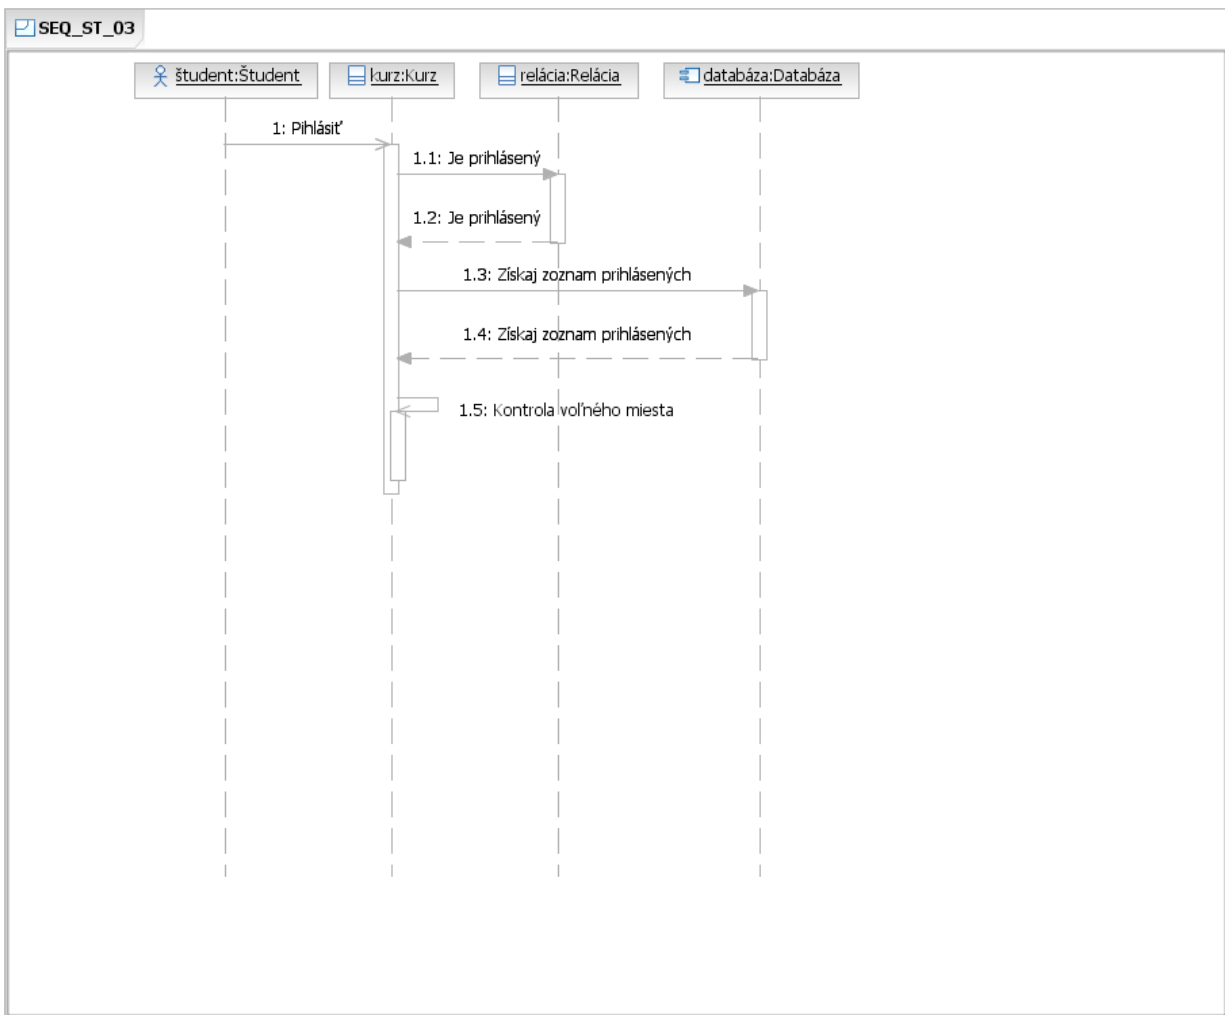 SEQ_ST_03
študent:Študent
kurz:Kurz
relácia:Relácia
databáza:Databáza
1: Pihlásiť
1.1: Je prihlásený
1.2: Je prihlásený
1.3: Získaj zoznam prihlásených
1.4: Získaj zoznam prihlásených
1.5: Kontrola voľného miesta